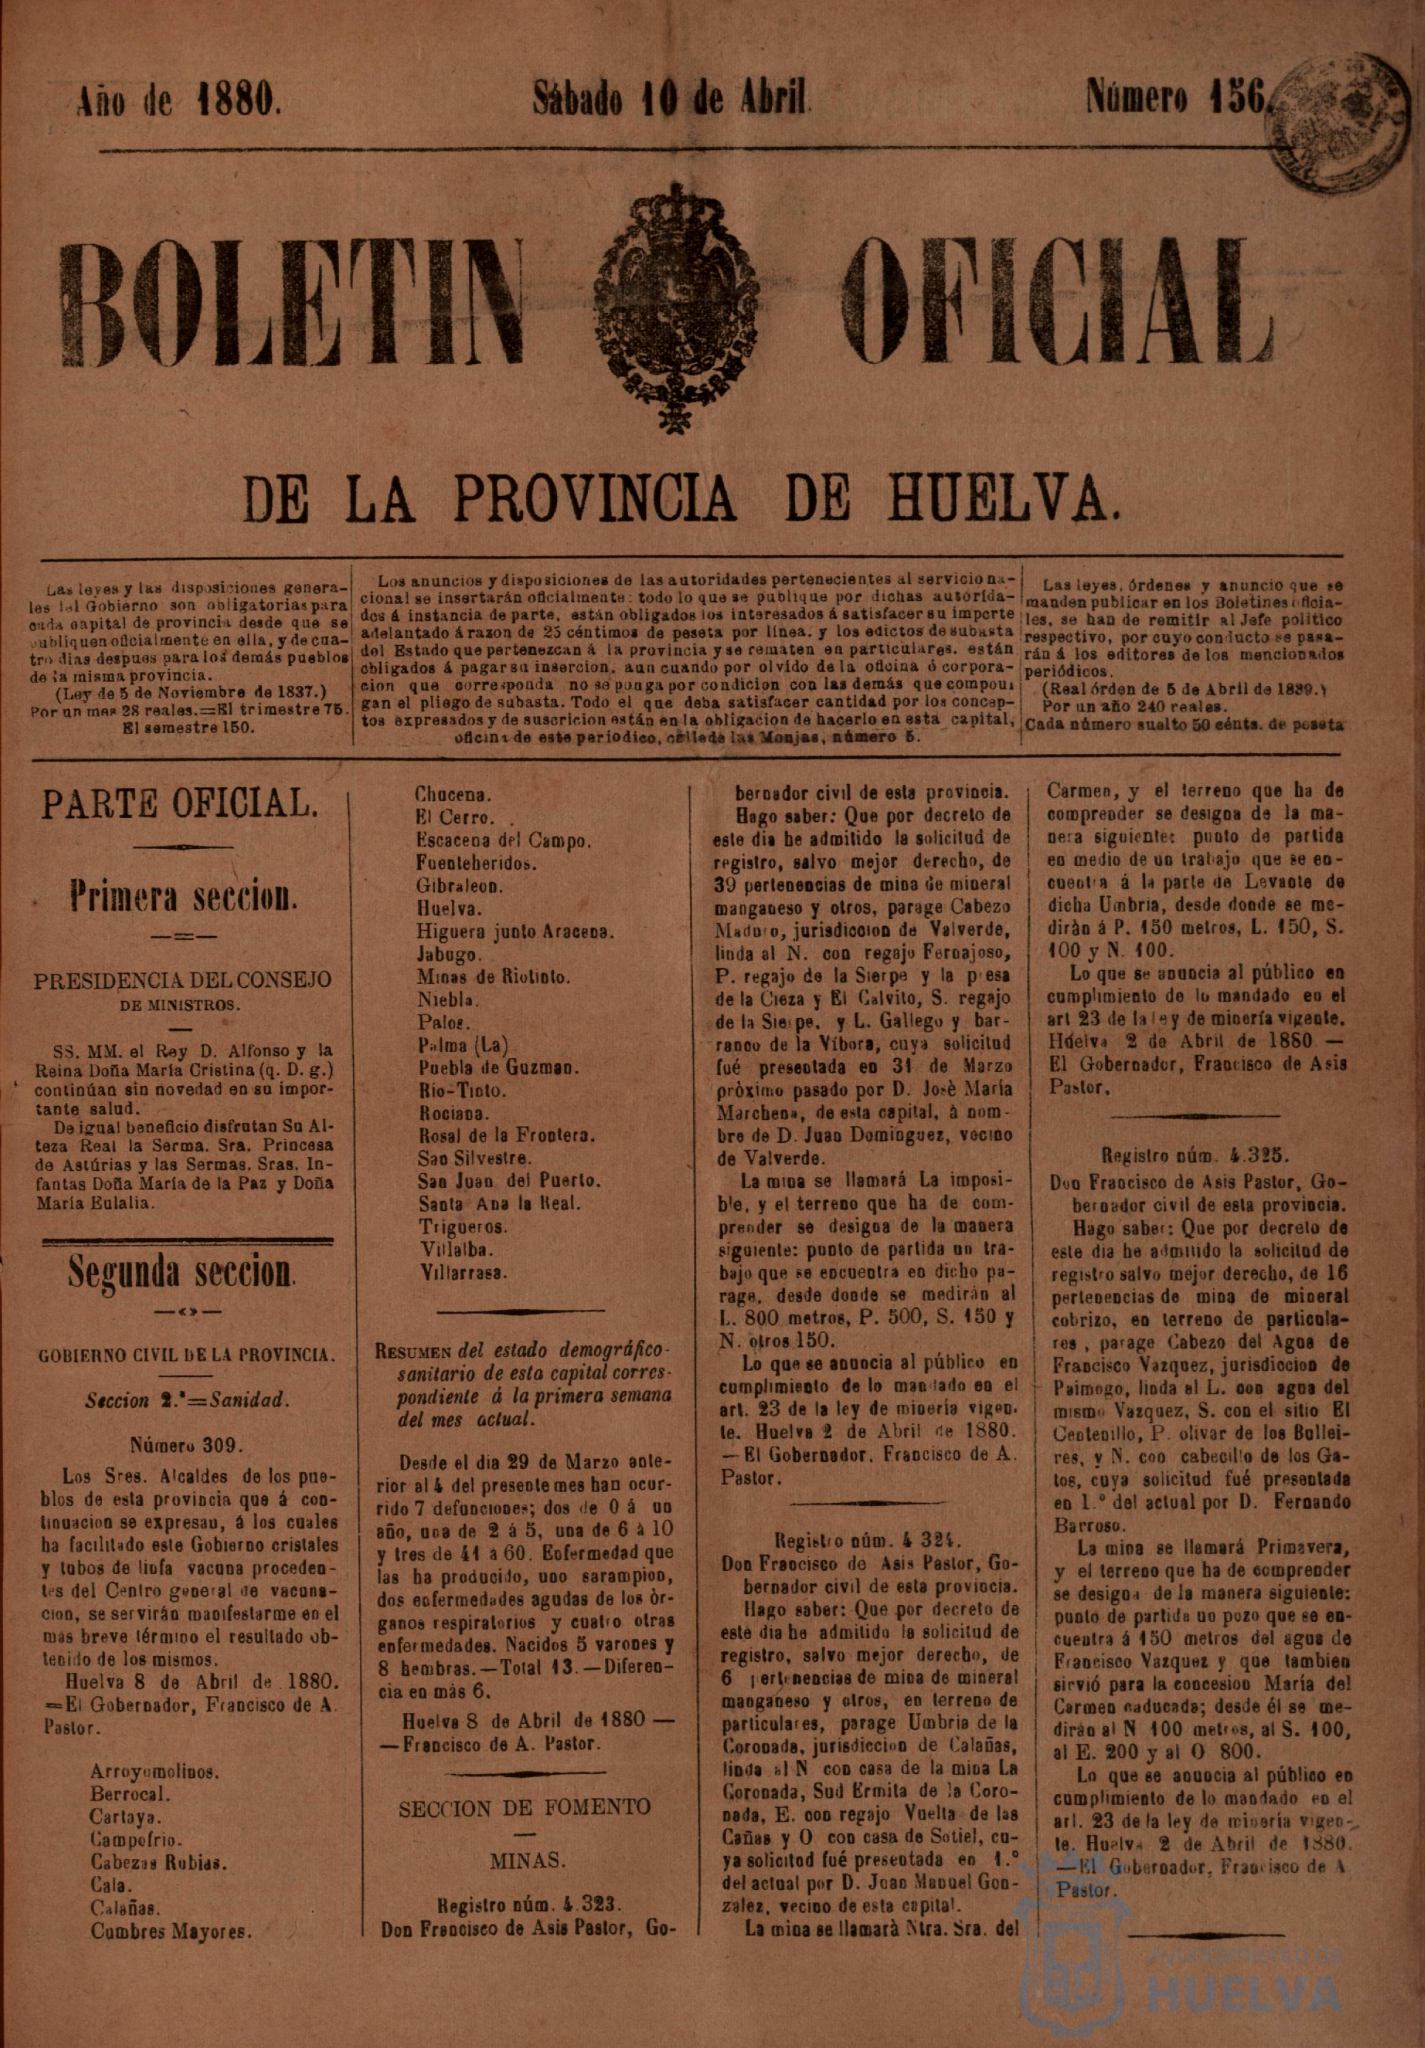 Año de 1880.
Sábado 10 de Abril.
Número 156.
BOLETIN OFICIAL
DE LA PROVINCIA DE HUELVA.
Las leyes y las disposiciones genera-
les del Gobierno son obligatorias para
cada capital de provincia desde que se
publiquen oficialmente en ella, y de cua-
tro dias despues para los demás pueblos
de la misma provincia.
(Ley de 5 de Noviembre de 1837.)
Por un mes 28 reales.=El trimestre 75.
El semestre 150.
Los anuncios y disposiciones de las autoridades pertenecientes al servicio na-
cional se insertarán oficialmente: todo lo que se publique por dichas autorida-
des á instancia de parte, están obligados los interesados á satisfacer su importe
adelantado á razon de 25 céntimos de peseta por línea. y los edictos de subasta
del Estado que pertenezcan á la provincia y se rematen en particulares. están
obligados á pagar su insercion, aun cuando por olvido de la oficina ó corpora-
cion que corresponda no se ponga por condicion con las demás que compon-
gan el pliego de subasta. Todo el que deba satisfacer cantidad por los concep-
tos expresados y de suscricion están en la obligacion de hacerlo en esta capital,
oficina de este periodico, calle de las Monjas, número 5.
Las leyes, órdenes y anuncio que se
manden publicar en los Boletines oficia-
les, se han de remitir al Jefe político
respectivo, por cuyo conducto se pasa-
rán á los editores de los mencionados
periódicos.
(Real órden de 5 de Abril de 1839.)
Por un año 240 reales.
Cada número suelto 50 cénts. de peseta
PARTE OFICIAL.
Primera seccion.
PRESIDENCIA DEL CONSEJO
DE MINISTROS.
SS. MM. el Rey D. Alfonso y la
Reina Doña María Cristina (q. D. g.)
continúan sin novedad en su impor-
tante salud.
De igual beneficio disfrutan Su Al-
teza Real la Serma. Sra. Princesa
de Astúrias y las Sermas. Sras. In-
fantas Doña María de la Paz y Doña
María Eulalia.
Segunda seccion.
GOBIERNO CIVIL DE LA PROVINCIA.
Seccion 2.ª=Sanidad.
Número 309.
Los Sres. Alcaldes de los pue-
blos de esta provincia que á con-
tinuacion se expresan, á los cuales
ha facilitado este Gobierno cristales
y tubos de linfa vacuna proceden-
tes del Centro general de vacuna-
cion, se servirán manifestarme en el
mas breve término el resultado ob-
tenido de los mismos.
Huelva 8 de Abril de 1880.
=El Gobernador, Francisco de A.
Pastor.
Arroyomolinos.
Berrocal.
Cartaya.
Campofrio.
Cabezas Rubias.
Cala.
Calañas.
Cumbres Mayores.
Chucena.
El Cerro.
Escacena del Campo.
Fuenteheridos.
Gibraleon.
Huelva.
Higuera junto Aracena.
Jabugo.
Minas de Riotinto.
Niebla.
Palos.
Palma (La)
Puebla de Guzman.
Rio-Tinto.
Rociana.
Rosal de la Frontera.
San Silvestre.
San Juan del Puerto.
Santa Ana la Real.
Trigueros.
Villalba.
Villarrasa.
RESUMEN del estado demográfico-
sanitario de esta capital corres-
pondiente á la primera semana
del mes actual.
Desde el dia 29 de Marzo ante-
rior al 4 del presente mes han ocur-
rido 7 defunciones; dos de 0 á un
año, una de 2 á 5, una de 6 à 10
y tres de 41 á 60. Enfermedad que
las ha producido, uno sarampion,
dos enfermedades agudas de los òr-
ganos respiratorios y cuatro otras
enfermedades. Nacidos 5 varones y
8 hembras.—Total 13.—Diferen-
cia en más 6.
Huelva 8 de Abril de 1880—
—Francisco de A. Pastor.
SECCION DE FOMENTO
MINAS.
Registro núm. 4.323.
Don Francisco de Asis Pastor, Go-
bernador civil de esta provincia.
Hago saber: Que por decreto de
este dia he admitido la solicitud de
registro, salvo mejor derecho, de
39 pertenencias de mina de mineral
manganeso y otros, parage Cabezo
Maduro, jurisdiccion de Valverde,
linda al N. con regajo Fernajoso,
P. regajo de la Sierpe y la presa
de la Cieza y El Calvito, S. regajo
de la Sierpe, y L. Gallego y bar-
ranco de la Víbora, cuya solicitud
fué presentada en 31 de Marzo
pròximo pasado por D. Josè María
Marchena, de esta capital, à nom-
bre de D. Juan Dominguez, vecino
de Valverde.
La mina se llamará La imposi-
ble, y el terreno que ha de com-
prender se designa de la manera
siguiente: punto de partida un tra-
bajo que se encuentra en dicho pa-
rage, desde donde se medirán al
L. 800 metros, P. 500, S. 150 y
N. otros 150.
Lo que se anuncia al público en
cumplimiento de lo mandado en el
art. 23 de la ley de minería vigen-
te. Huelva 2 de Abril de 1880.
—El Gobernador, Francisco de A.
Pastor.
Registro núm. 4 324.
Don Francisco de Asis Pastor, Go-
bernador civil de esta provincia.
Hago saber: Que por decreto de
este dia he admitido la solicitud de
registro, salvo mejor derecho, de
6 pertenencias de mina de mineral
manganeso y otros, en terreno de
particulares, parage Umbria de la
Coronada, jurisdiccion de Calañas,
linda al N con casa de la mina La
Coronada, Sud Ermita de la Coro-
nada, E. con regajo Vuelta de las
Cañas y O con casa de Sotiel, cu-
ya solicitud fué presentada en 1.º
del actual por D. Juan Manuel Gon-
zalez, vecino de esta capital.
La mina se llamarà Ntra. Sra. del
Carmen, y el terreno que ha de
comprender se designa de la ma-
nera siguiente: punto de partida
en medio de un trabajo que se en-
cuentra á la parte de Levante de
dicha Umbria, desde donde se me-
diràn á P. 150 metros, L. 150, S.
100 y N. 100.
Lo que se anuncia al público en
cumplimiento de lo mandado en el
art 23 de la ley de minería vigente.
Huelva 2 de Abril de 1880.—
El Gobernador, Francisco de Asis
Pastor.
Registro núm. 4.325.
Don Francisco de Asis Pastor, Go-
bernador civil de esta provincia.
Hago saber: Que por decreto de
este dia he admitido la solicitud de
registro salvo mejor derecho, de 16
pertenencias de mina de mineral
cobrizo, en terreno de particula-
res, parage Cabezo del Agua de
Francisco Vazquez, jurisdiccion de
Paimogo, linda al L. con agua del
mismo Vazquez, S. con el sitio El
Centenillo, P. olivar de los Ballei-
res, y N. con cabecillo de los Ga-
tos, cuya solicitud fué presentada
en 1.º del actual por D. Fernando
Barroso.
La mina se llamará Primavera,
y el terreno que ha de comprender
se designa de la manera siguiente:
punto de partida un pozo que se en-
cuentra á 150 metros del agua de
Francisco Vazquez y que tambien
sirvió para la concesion María del
Carmen caducada; desde él se me-
dirán al N 100 metros, al S. 100,
al E. 200 y al O 800.
Lo que se anuncia al público en
cumplimiento de lo mandado en el
art. 23 de la ley de minería vigen-
te. Huelva 2 de Abril de 1880.
—El Gobernador, Francisco de A
Pastor.
Ayuntamiento de
HUELVA